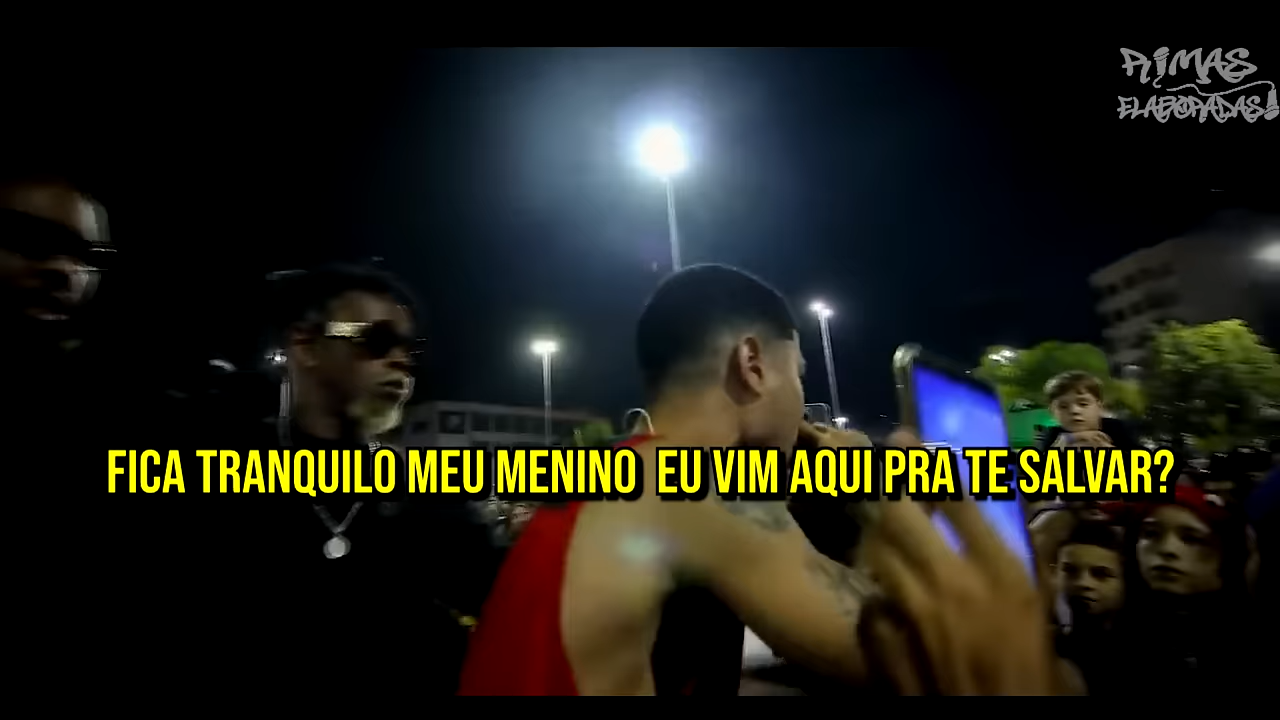 RIMAS
ELABORADAS!
FICA TRANQUILO MEU MENINO EU VIM AQUI PRA TE SALVAR?